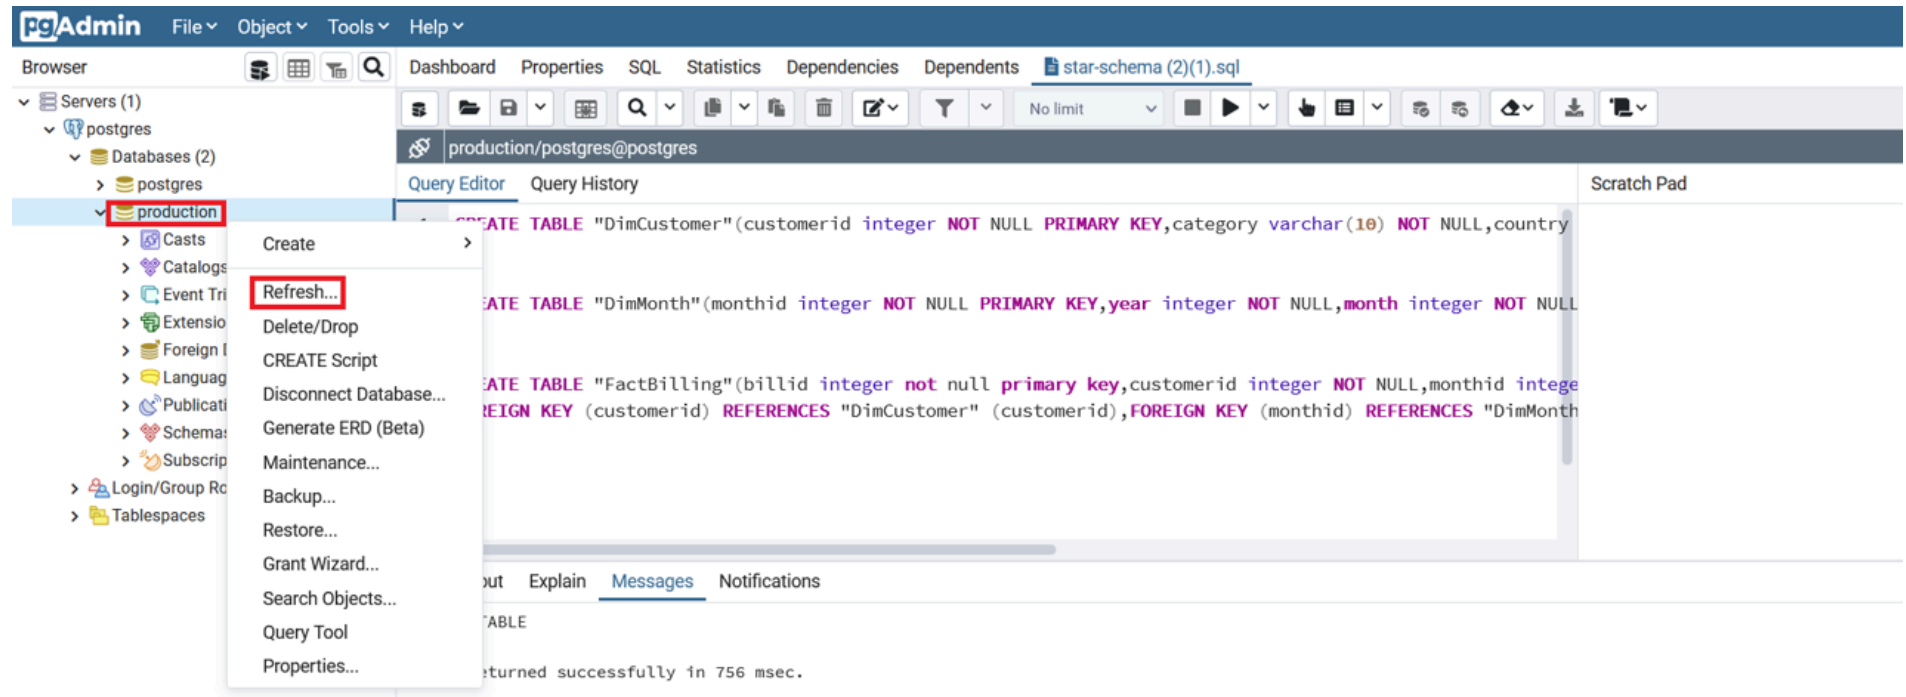 pgAdmin File Object Tools Help
Browser
Dashboard Properties SQL Statistics Dependencies Dependents star-schema (2)(1).sql
Servers (1)
postgres
Databases (2)
postgres
production
Casts
Catalogs
Event Tri
Extensio
Foreign
Languag
Publicati
Schemas
Subscrip
Login/Group Ro
Tablespaces
Create
Refresh...
Delete/Drop
CREATE Script
Disconnect Database...
Generate ERD (Beta)
Maintenance...
Backup...
Restore...
Grant Wizard...
Search Objects...
Query Tool
Properties...
No limit
production/postgres@postgres
Query Editor Query History
Scratch Pad
CREATE TABLE "DimCustomer"(customerid integer NOT NULL PRIMARY KEY,category varchar(10) NOT NULL,country
EATE TABLE "DimMonth"(monthid integer NOT NULL PRIMARY KEY,year integer NOT NULL,month integer NOT NULL
EATE TABLE "FactBilling"(billid integer not null primary key,customerid integer NOT NULL,monthid intege
REIGN KEY (customerid) REFERENCES "DimCustomer" (customerid),FOREIGN KEY (monthid) REFERENCES "DimMonth
out Explain Messages Notifications
TABLE
eturned successfully in 756 msec.